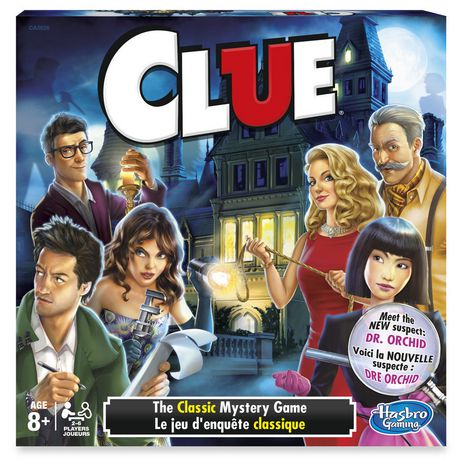 CLUE
Meet the
NEW suspect:
DR. ORCHID
Voici la NOUVELLE
suspecte :
DRE ORCHID
AGE
8+
2-6
PLAYERS
JOUEURS
The Classic Mystery Game
Le jeu d'enquête classique
Hasbro
Gaming